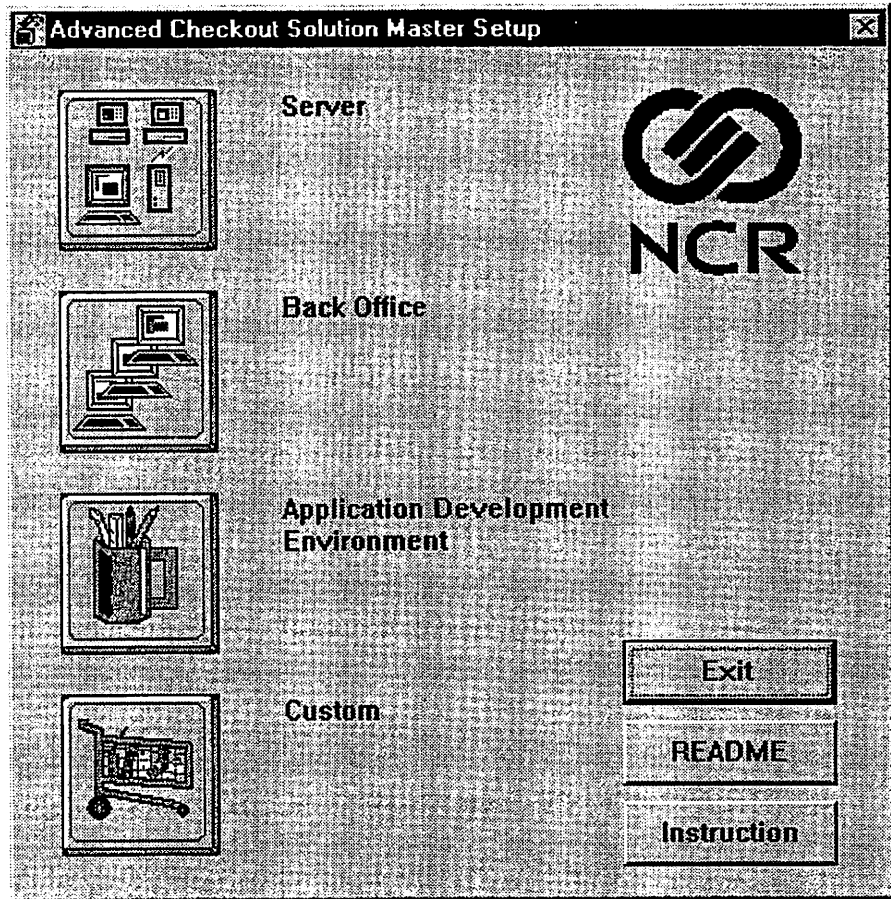 Advanced Checkout Solution Master Setup
Server
NCR
Back Office
Application Development
Environment
Custom
Exit
README
Instruction